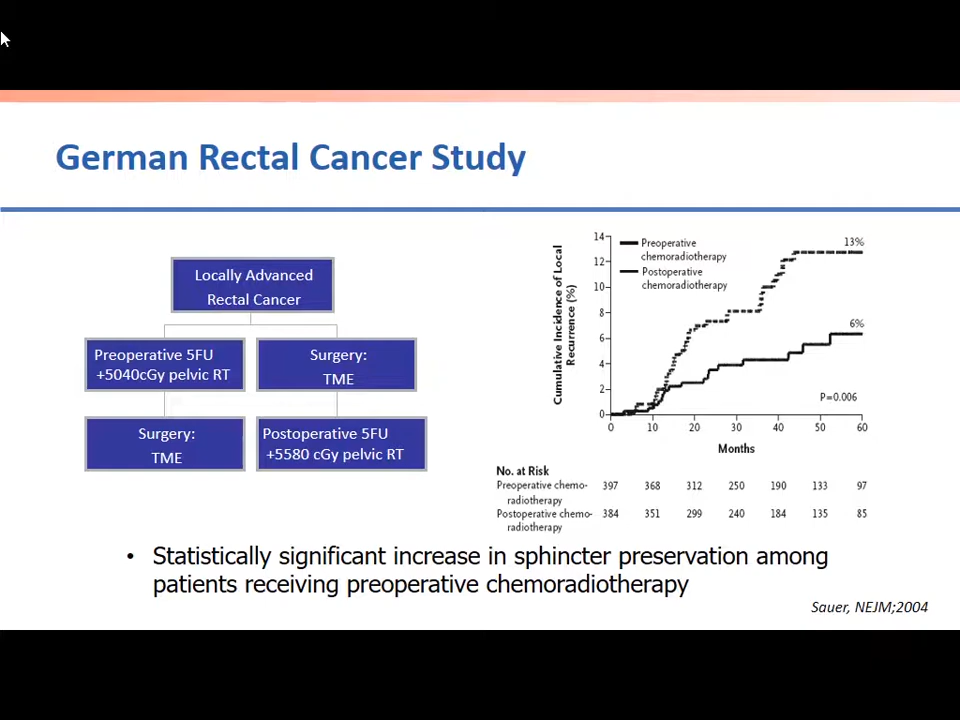 German Rectal Cancer Study
Locally Advanced
Rectal Cancer
Preoperative 5FU
+5040cGy pelvic RT
Surgery:
TME
Surgery:
TME
Postoperative 5FU
+5580 cGy pelvic RT
Cumulative Incidence of Local
Recurrence (%)
14
12
10
8
6
4
2
0
Preoperative
chemoradiotherapy
Postoperative
chemoradiotherapy
13%
6%
P=0.006
0 10 20 30 40 50 60
Months
No. at Risk
Preoperative chemo-
radiotherapy
397 368 312 250 190 133 97
Postoperative chemo-
radiotherapy
384 351 299 240 184 135 85
• Statistically significant increase in sphincter preservation among
patients receiving preoperative chemoradiotherapy
Sauer, NEJM;2004